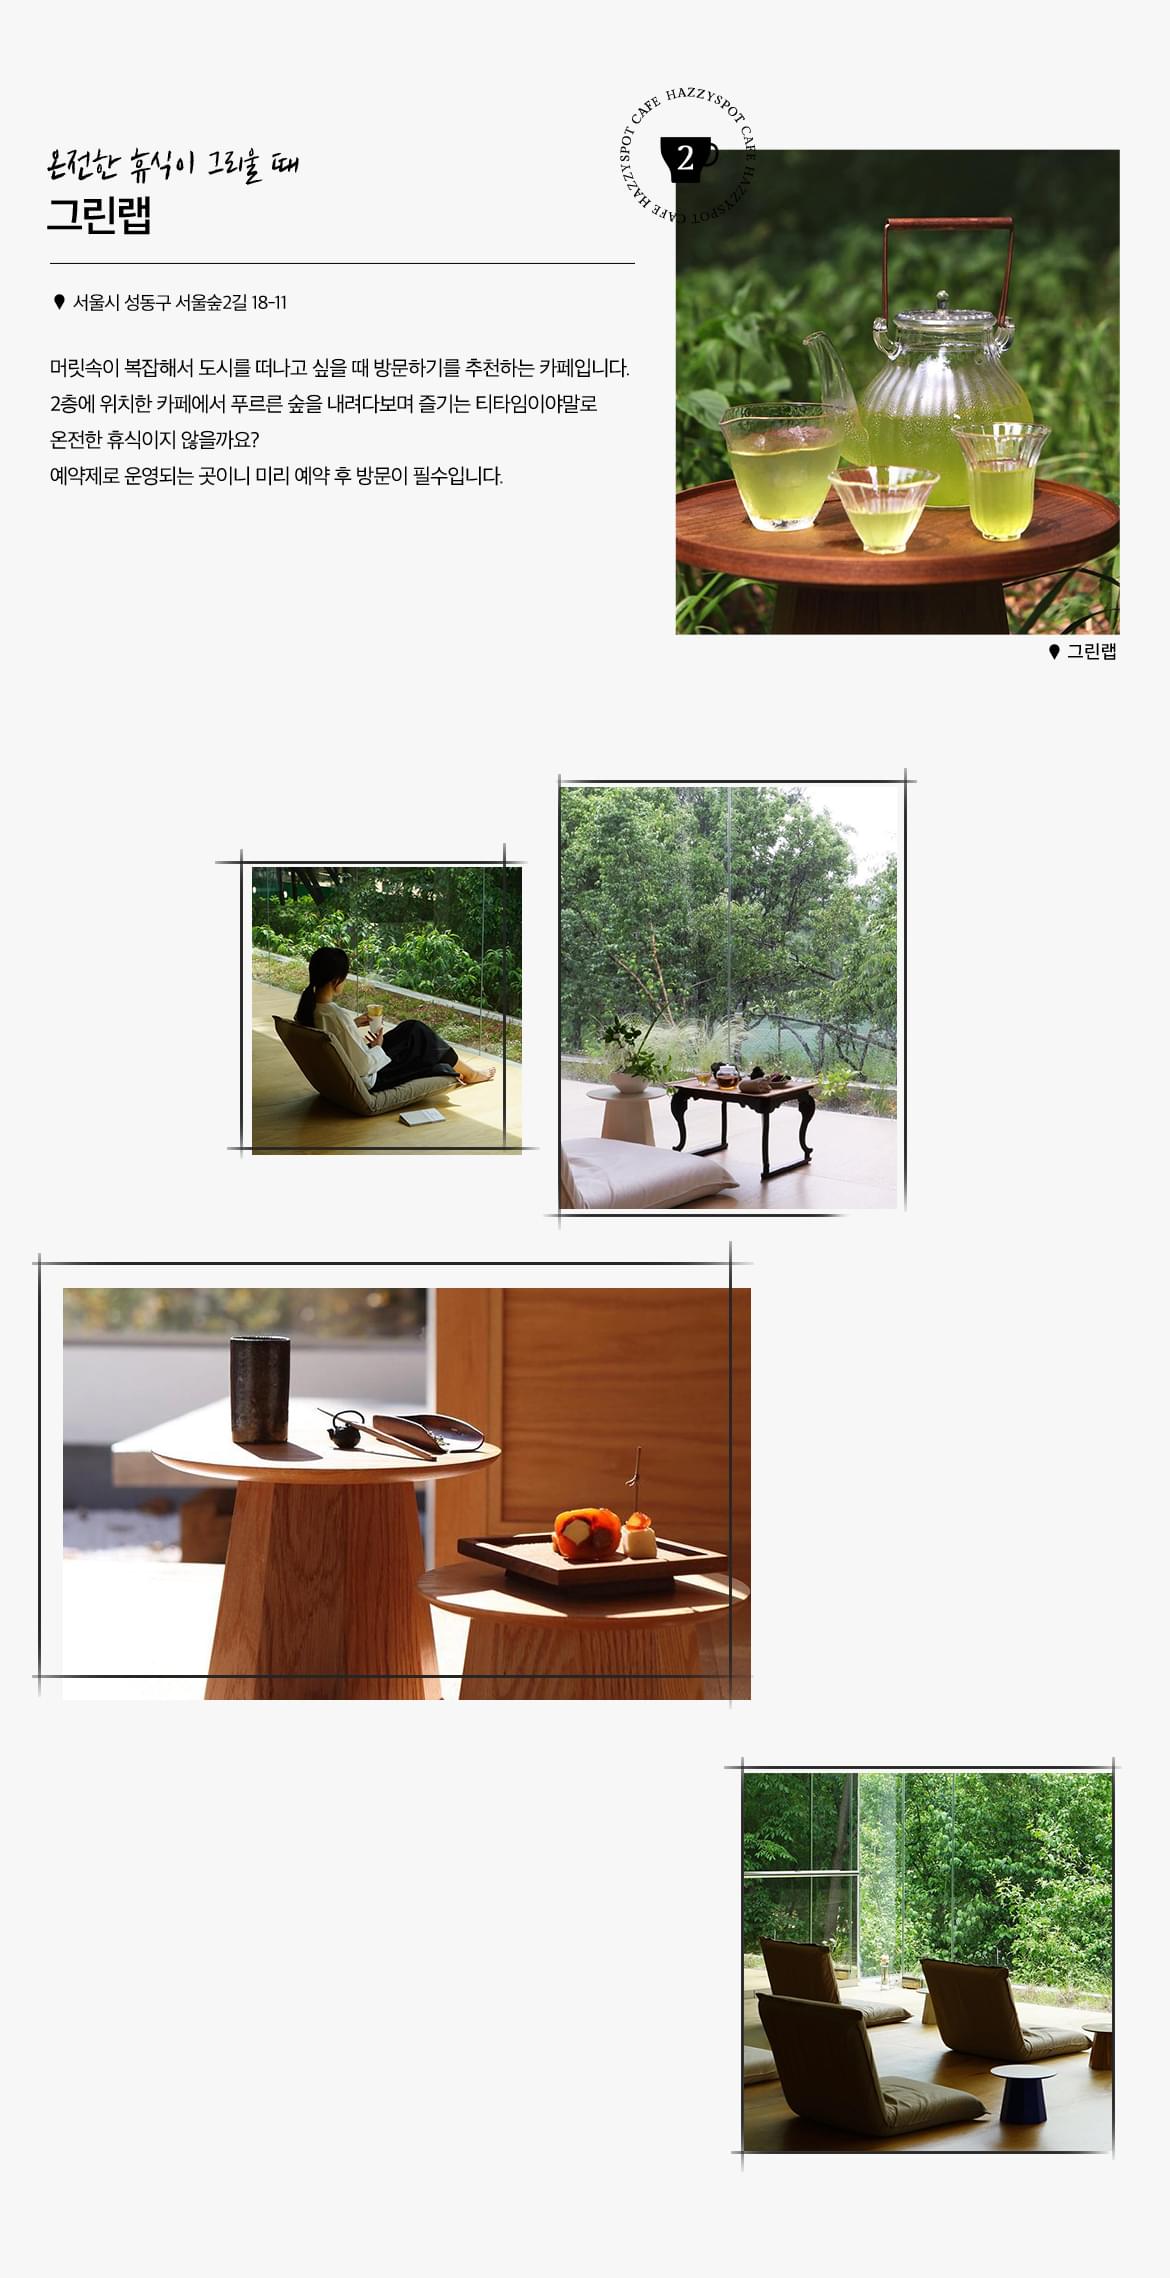 온전한 휴식이 그리울 때
그린랩
서울시 성동구 서울숲2길 18-11
머릿속이 복잡해서 도시를 떠나고 싶을 때 방문하기를 추천하는 카페입니다.
2층에 위치한 카페에서 푸르른 숲을 내려다보며 즐기는 티타임이야말로
온전한 휴식이지 않을까요?
예약제로 운영되는 곳이니 미리 예약 후 방문이 필수입니다.
HAZZYSPOT CAFE HAZZYSPOT CAFE HAZZYSPOT CAFE
2
그린랩